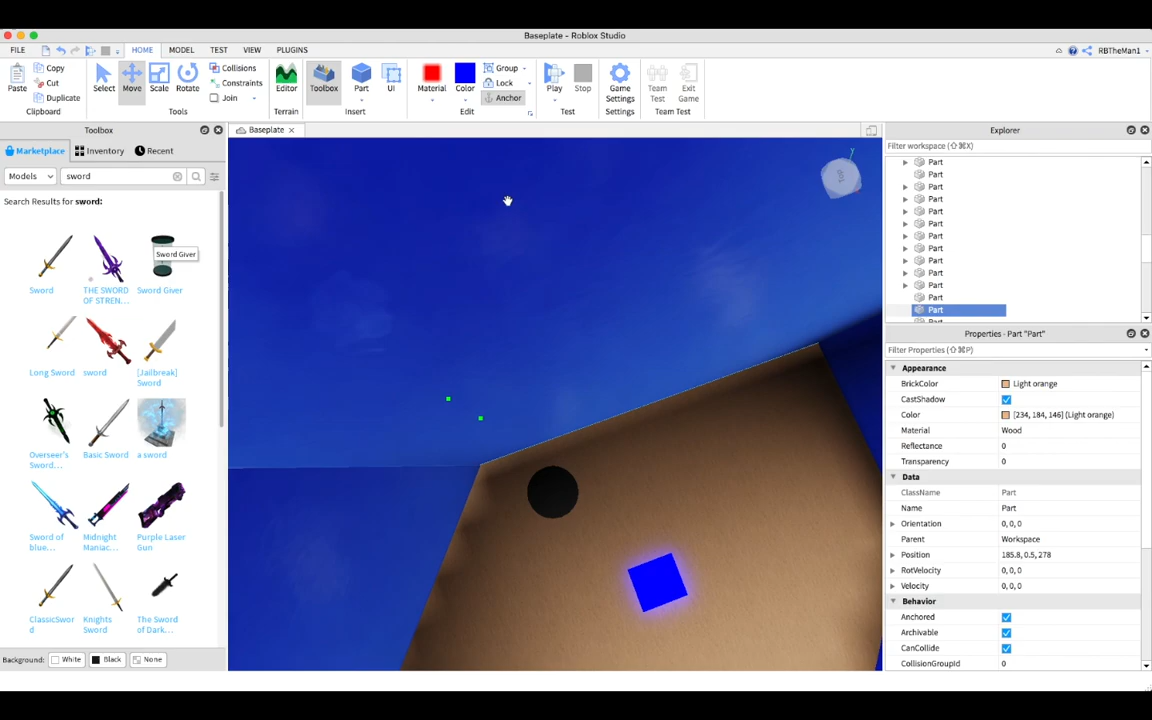 Baseplate - Roblox Studio
FILE HOME MODEL TEST VIEW PLUGINS RBTheMan1
Paste Copy Cut Duplicate Clipboard
Select Move Scale Rotate Collisions Constraints Join Tools
Editor Terrain
Toolbox Part UI Insert
Material Color Group Lock Anchor Edit
Play Stop Test
Game Settings Settings
Team Test Exit Game Team Test
Toolbox
Marketplace Inventory Recent
Models sword
Search Results for sword:
Sword Giver
Sword THE SWORD OF STREN... Sword Giver
Long Sword sword [Jailbreak] Sword
Overseer's Sword... Basic Sword a sword
Sword of blue... Midnight Maniac... Purple Laser Gun
ClassicSword Knights Sword The Sword of Dark...
Background: White Black None
Baseplate
y
Explorer
Filter workspace (⇧⌘X)
Part
Part
Part
Part
Part
Part
Part
Part
Part
Part
Part
Part
Part
Part
Properties - Part "Part"
Filter Properties (⇧⌘P)
Appearance
BrickColor Light orange
CastShadow
Color [234, 184, 146] (Light orange)
Material Wood
Reflectance 0
Transparency 0
Data
ClassName Part
Name Part
Orientation 0, 0, 0
Parent Workspace
Position 185.8, 0.5, 278
RotVelocity 0, 0, 0
Velocity 0, 0, 0
Behavior
Anchored
Archivable
CanCollide
CollisionGroupId 0